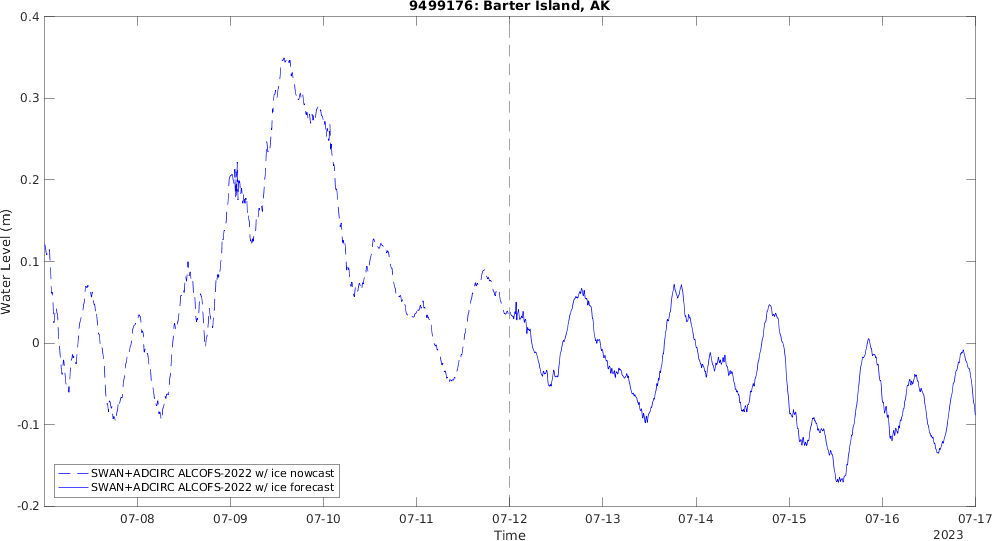 9499176: Barter Island, AK
0.4
0.3
0.2
0.1
0
-0.1
-0.2
Water Level (m)
SWAN+ADCIRC ALCOFS-2022 w/ ice nowcast
SWAN+ADCIRC ALCOFS-2022 w/ ice forecast
07-08 07-09 07-10 07-11 07-12 07-13 07-14 07-15 07-16 07-17
Time
2023